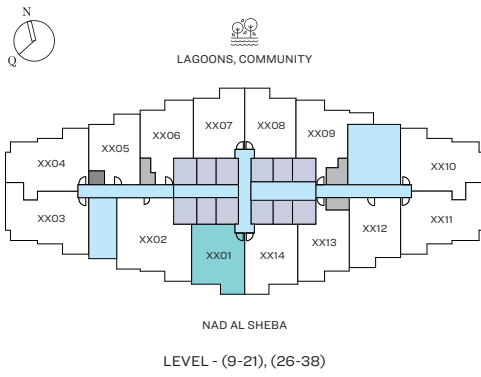 N
Q
LAGOONS, COMMUNITY
XX07
XX08
XX06
XX09
XX05
XX04
XX10
XX03
XX11
XX02
XX12
XX13
XX01
XX14
NAD AL SHEBA
LEVEL - (9-21), (26-38)